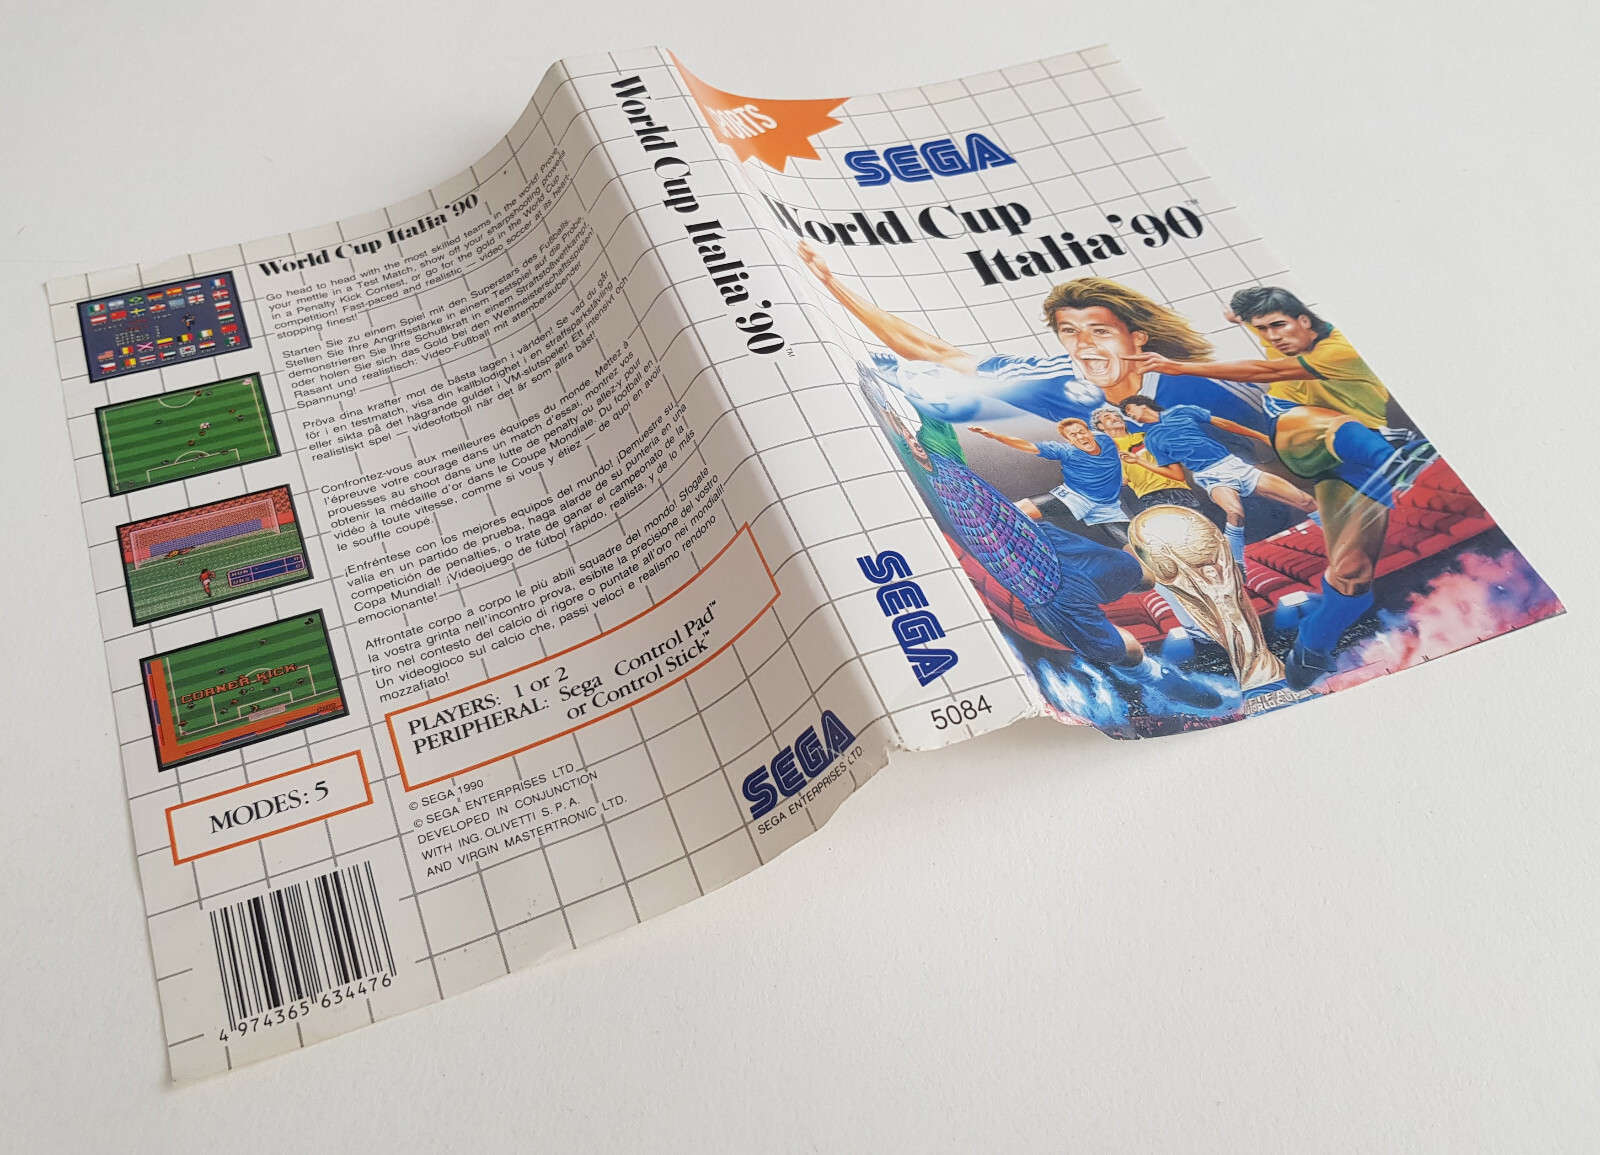 World Cup Italia '90
Go head to head with the most skilled teams in the world! Prove
your mettle in a Test Match, show off your sharpshooting prowess
in a Penalty Kick Contest, or go for the gold in the World Cup
competition! Fast-paced and realistic — video soccer at its heart-
stopping finest!
Starten Sie zu einem Spiel mit den Superstars des Fußballs.
Stellen Sie Ihre Angriffsstärke in einem Testspiel auf die Probe,
demonstrieren Sie Ihre Schußkraft in einem Straftstoßwettkampf
oder holen Sie sich das Gold bei den Weltmeisterschaftsspielen!
Rasant und realistisch: Video-Fußball mit atemberaubender
Spannung!
Pröva dina krafter mot de bästa lagen i världen! Se vad du går
för i en testmatch, visa din kallblodighet i en straffsparkstävling
eller sikta på det hägrande guldet i VM-slutspelet! Ett intensivt och
realistiskt spel — videofotboll när det är som allra bäst!
Confrontez-vous aux meilleures équipes du monde. Mettez à
l'épreuve votre courage dans un match d'essai, montrez vos
prouesses au shoot dans une lutte de penalty ou allez-y pour
obtenir la médaille d'or dans le Coupe Mondiale. Du football en
vidéo à toute vitesse, comme si vous y étiez — de quoi en avoir
le souffle coupé.
¡Enfréntese con los mejores equipos del mundo! ¡Demuestre su
valía en un partido de prueba, haga alarde de su puntería en una
competición de penalties, o trate de ganar el campeonato de la
Copa Mundial! ¡Videojuego de fútbol rápido, realista, y de lo más
emocionante!
Affrontate corpo a corpo le più abili squadre del mondo! Sfogate
la vostra grinta nell'incontro prova, esibite la precisione del vostro
tiro nel contesto del calcio di rigore o puntate all'oro nei mondiali!
Un videogioco sul calcio che, passi veloci e realismo rendono
mozzafiato!
CORNER KICK
PLAYERS: 1 or 2
PERIPHERAL: Sega Control Pad™
or Control Stick™
MODES: 5
© SEGA 1990
© SEGA ENTERPRISES LTD.
DEVELOPED IN CONJUNCTION
WITH ING. OLIVETTI S.P.A.
AND VIRGIN MASTERTRONIC LTD.
SEGA
SEGA ENTERPRISES LTD.
4 974365 634476
World Cup Italia '90™
SEGA
5084
SPORTS
SEGA
World Cup
Italia '90™
FIFA
WORLD CUP